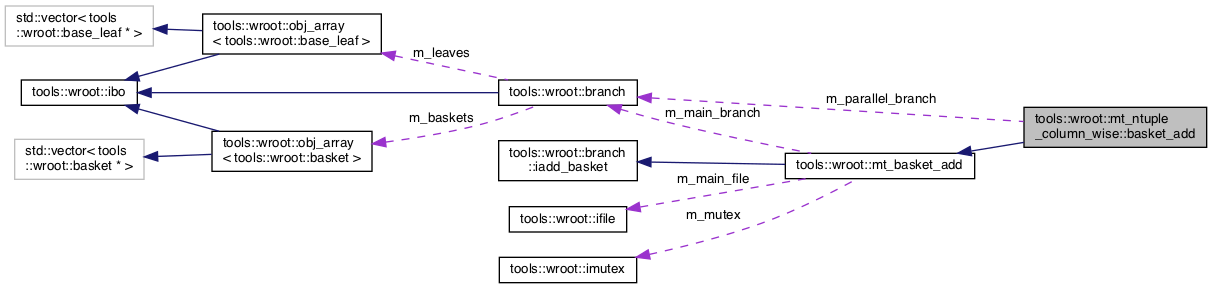 std::vector< tools
::wroot::base_leaf * >
tools::wroot::obj_array
< tools::wroot::base_leaf >
m_leaves
tools::wroot::ibo
tools::wroot::branch
m_parallel_branch
m_main_branch
tools::wroot::mt_ntuple
_column_wise::basket_add
m_baskets
std::vector< tools
::wroot::basket * >
tools::wroot::obj_array
< tools::wroot::basket >
tools::wroot::branch
::iadd_basket
tools::wroot::mt_basket_add
m_main_file
tools::wroot::ifile
m_mutex
tools::wroot::imutex